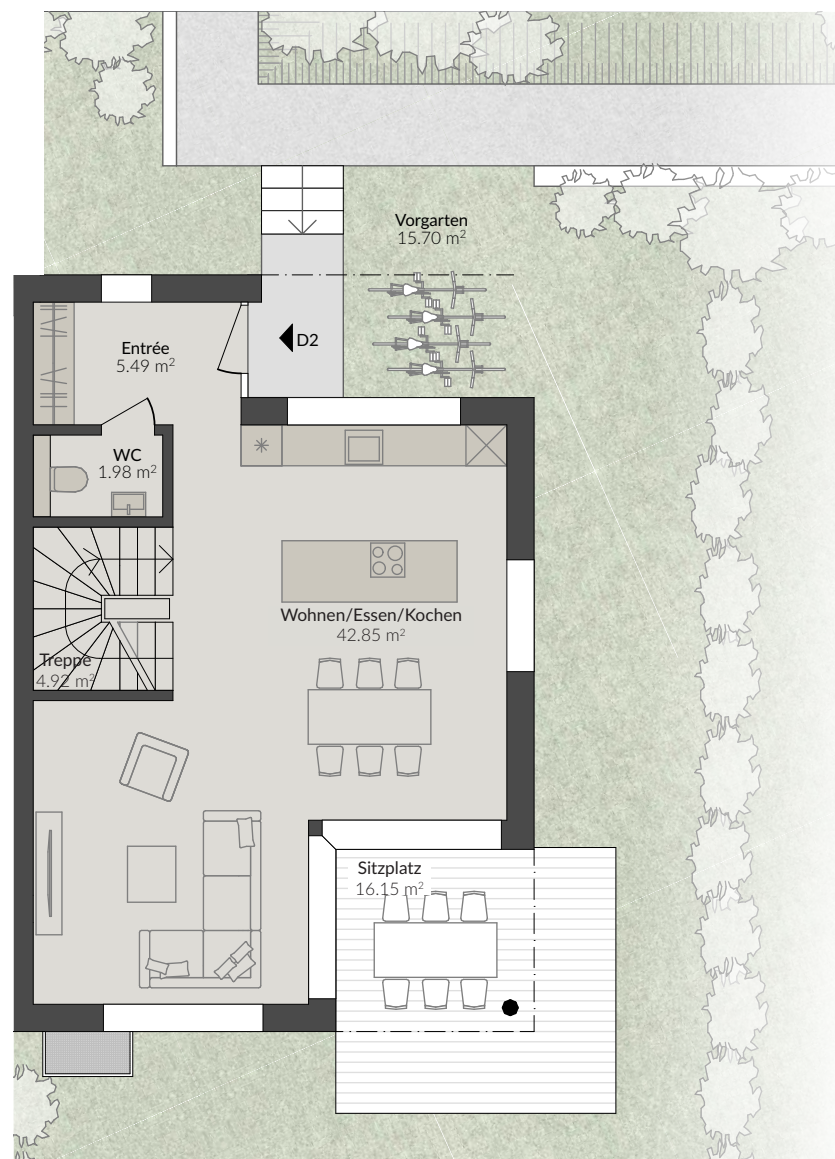 Vorgarten
15.70 m²
D2
Entrée
5.49 m²
WC
1.98 m²
Wohnen/Essen/Kochen
42.85 m²
Treppe
4.92 m²
Sitzplatz
16.15 m²